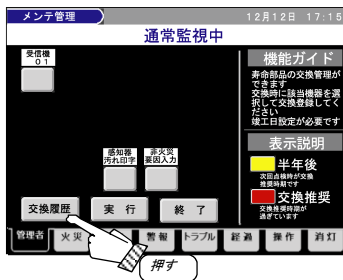 メンテ管理
12月12日 17:15
通常監視中
受信機
01
機能ガイド
寿命部品の交換管理が
できます
交換時に該当機器を選
択して交換登録してく
ださい
竣工日設定が必要です
表示説明
半年後
次回点検時が交換
推奨時期です
交換推奨
交換推奨時期が
過ぎています
感知器
汚れ印字
非火災
要因入力
交換履歴
実 行
終 了
管理者
火 災
警 報
トラブル
経 過
操 作
消 灯
押す